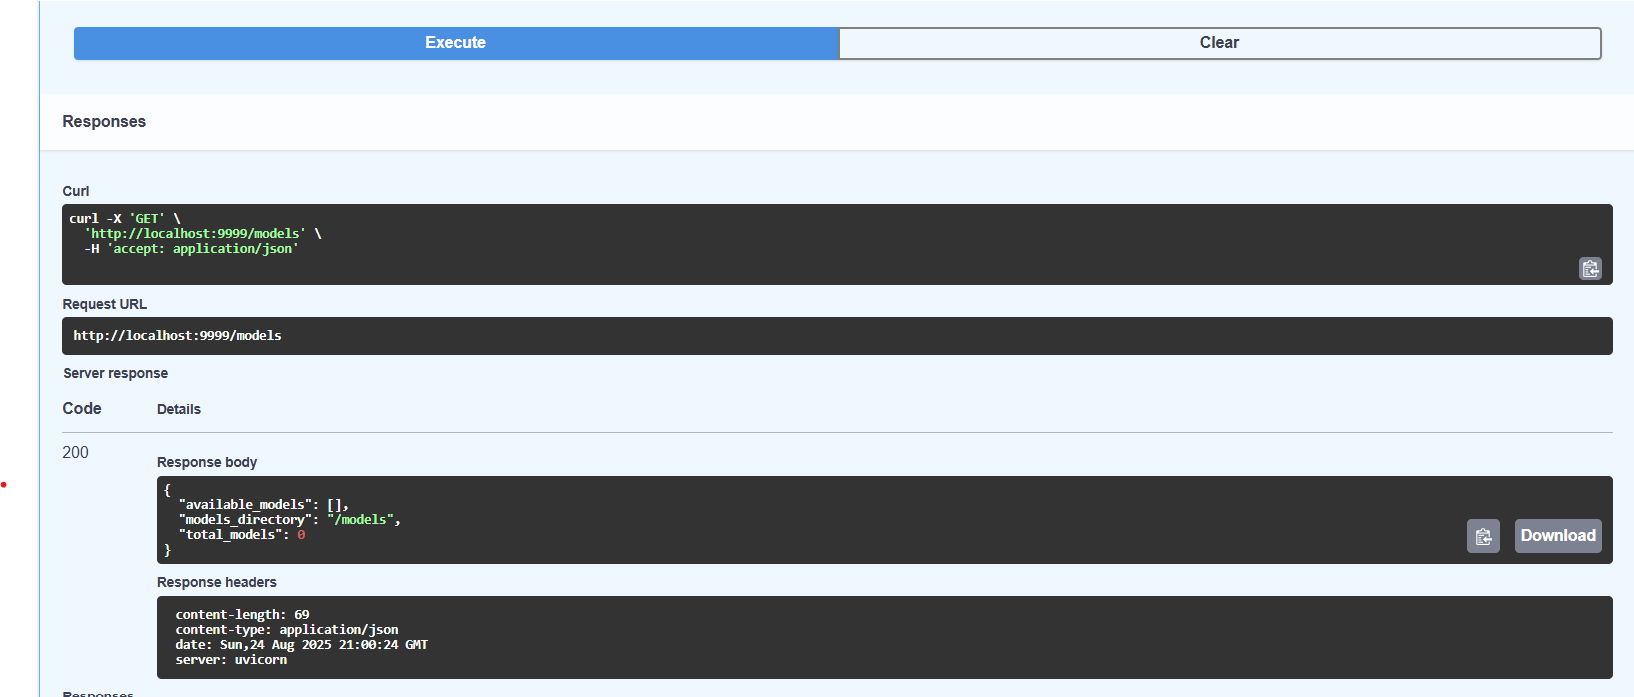 Execute
Clear
Responses
Curl
curl -X 'GET' \
  'http://localhost:9999/models' \
  -H 'accept: application/json'
Request URL
http://localhost:9999/models
Server response
Code
Details
200
Response body
{
  "available_models": [],
  "models_directory": "/models",
  "total_models": 0
}
Download
Response headers
content-length: 69
content-type: application/json
date: Sun,24 Aug 2025 21:00:24 GMT
server: uvicorn
Responses